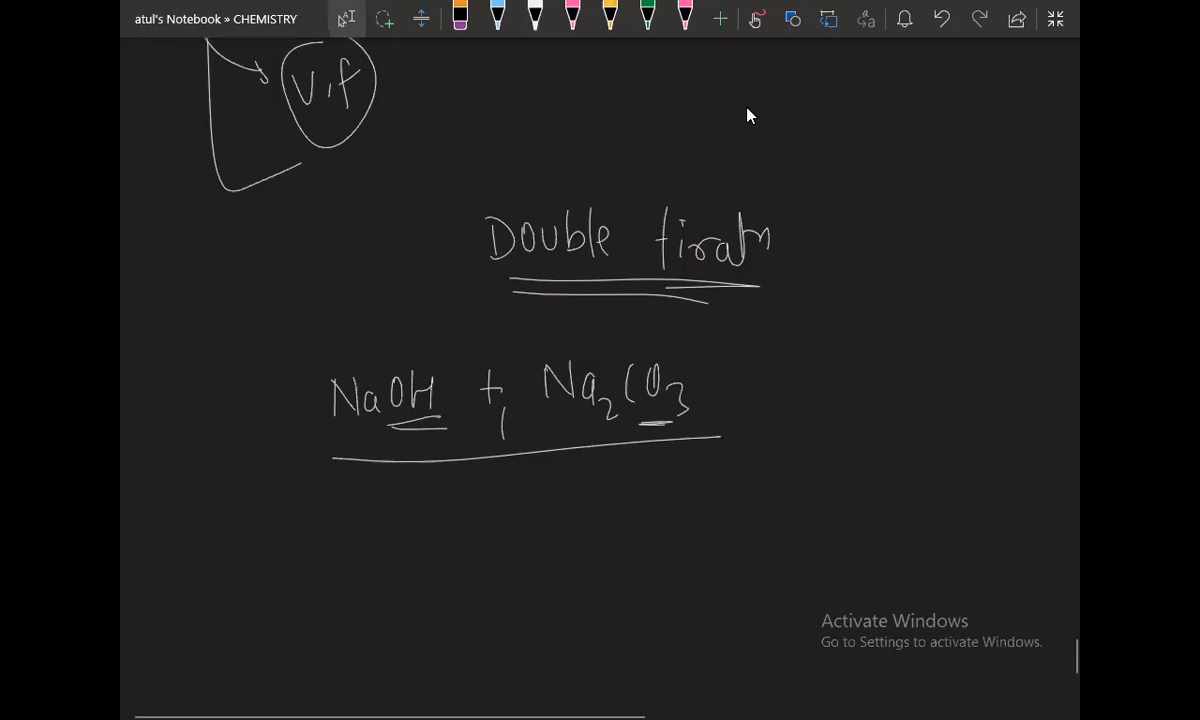 atul's Notebook » CHEMISTRY
V.f
Double tiratn
NaOH + Na2CO3
Activate Windows
Go to Settings to activate Windows.